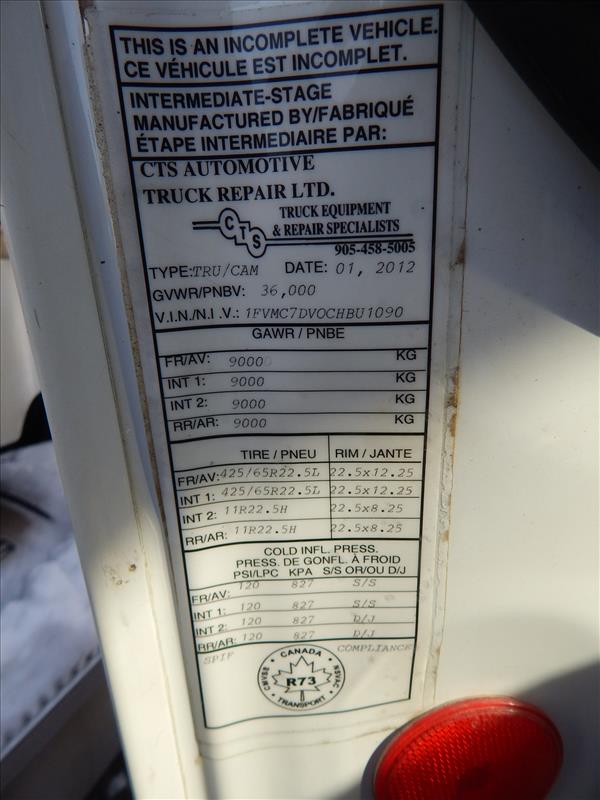 THIS IS AN INCOMPLETE VEHICLE.
CE VÉHICULE EST INCOMPLET.
INTERMEDIATE-STAGE
MANUFACTURED BY/FABRIQUÉ
ÉTAPE INTERMEDIAIRE PAR:
CTS AUTOMOTIVE
TRUCK REPAIR LTD.
CTS TRUCK EQUIPMENT
& REPAIR SPECIALISTS
905-458-5005
TYPE:TRU/CAM DATE: 01, 2012
GVWR/PNBV: 36,000
V.I.N./N.I.V.: 1FVMC7DVOCHBU1090
GAWR / PNBE
FR/AV: 9000 KG
INT 1: 9000 KG
INT 2: 9000 KG
RR/AR: 9000 KG
TIRE / PNEU RIM / JANTE
FR/AV: 425/65R22.5L 22.5x12.25
INT 1: 425/65R22.5L 22.5x12.25
INT 2: 11R22.5H 22.5x8.25
RR/AR: 11R22.5H 22.5x8.25
COLD INFL. PRESS.
PRESS. DE GONFL. À FROID
PSI/LPC KPA S/S OR/OU D/J
FR/AV: 120 827 S/S
INT 1: 120 827 S/S
INT 2: 120 827 D/J
RR/AR: 120 827 D/J
SPIF COMPLIANCE
CANADA
CMVSS R73 NSVAC
TRANSPORT